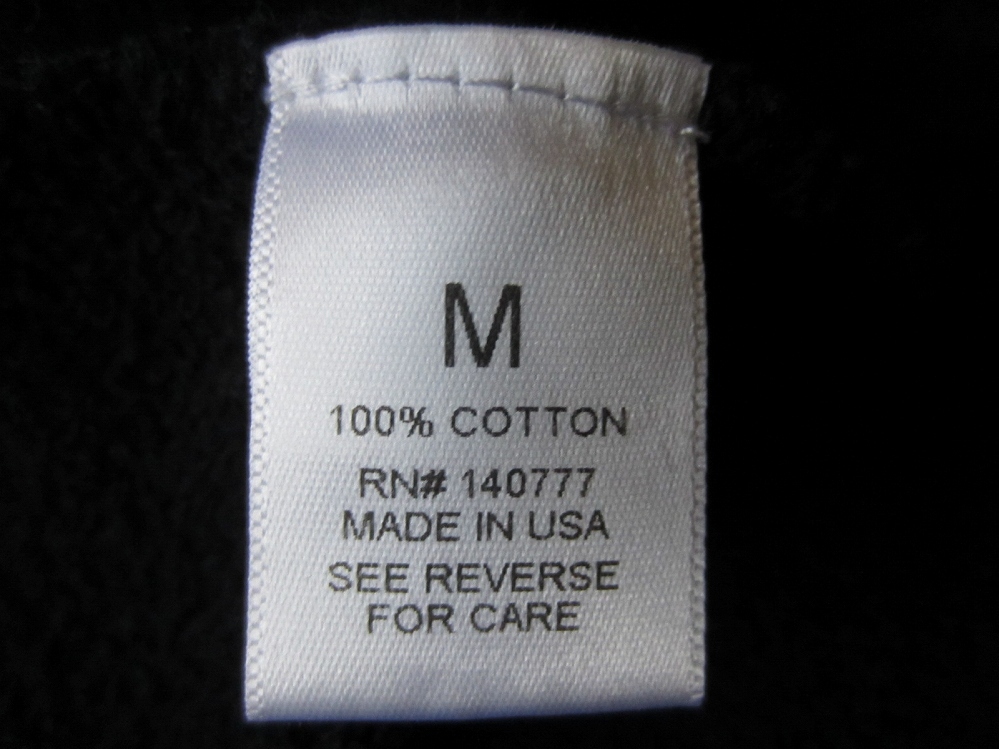 M
100% COTTON
RN# 140777
MADE IN USA
SEE REVERSE
FOR CARE